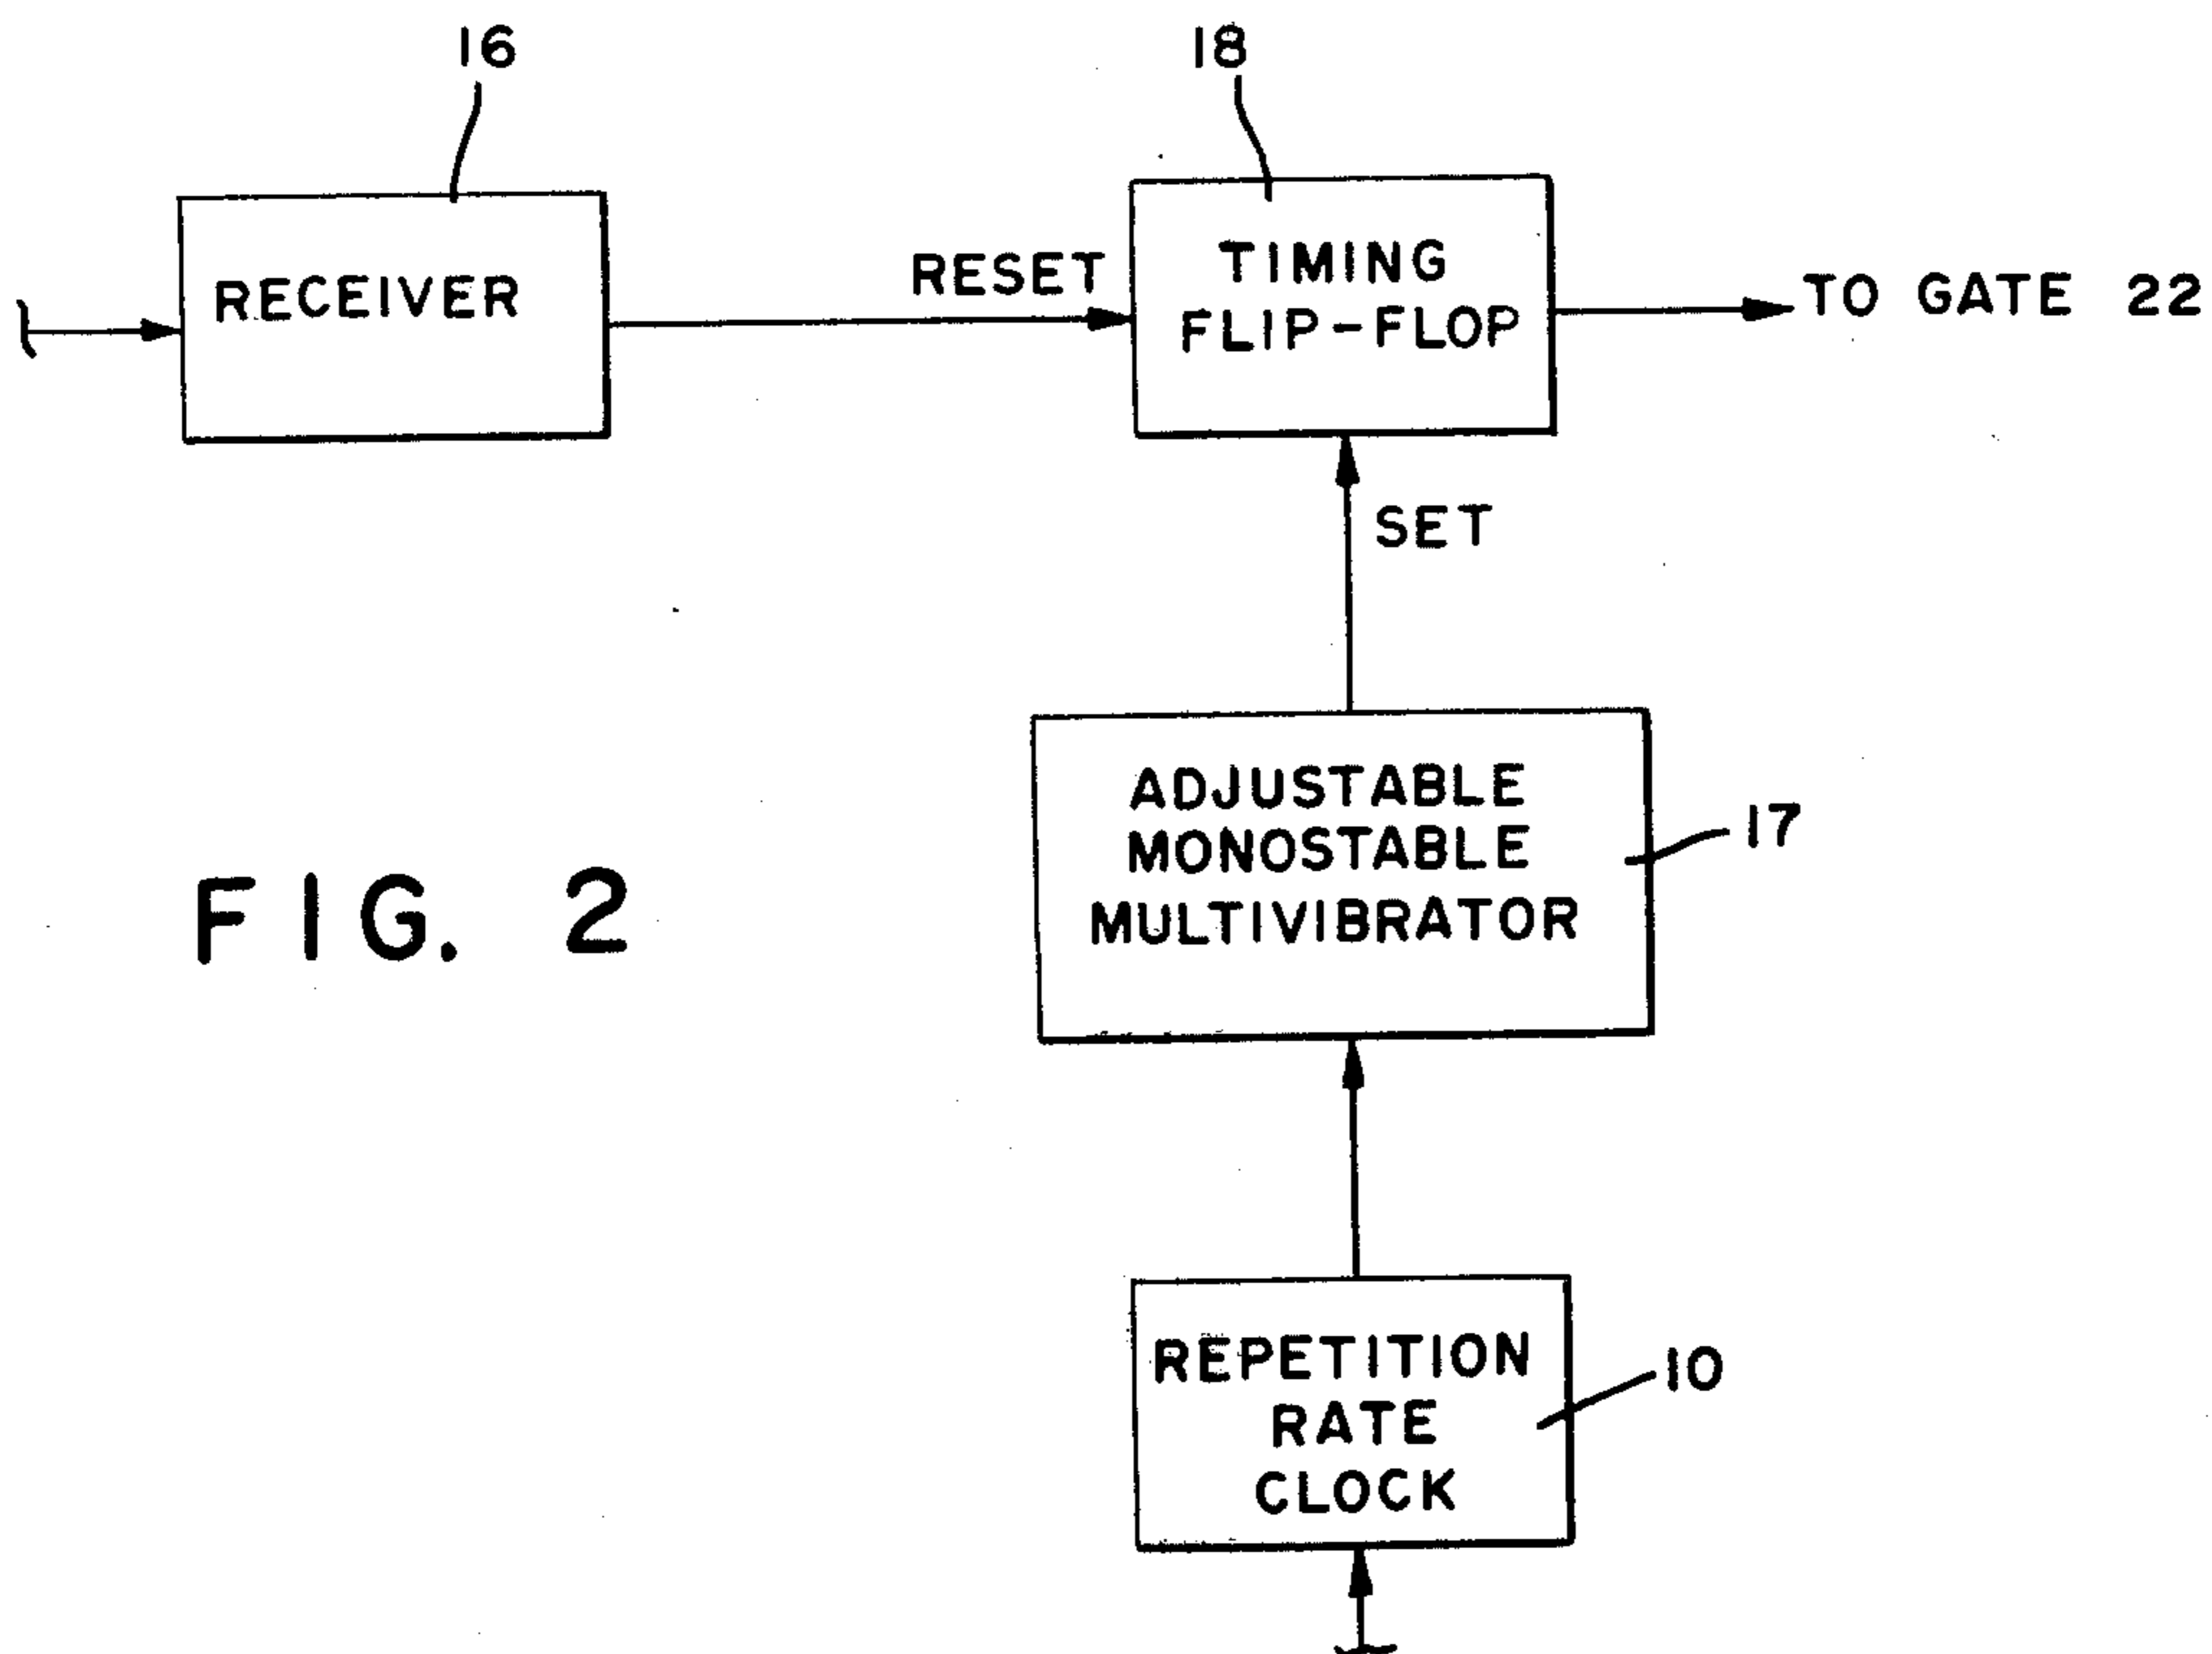 16
18
RECEIVER
RESET
TIMING
FLIP-FLOP
TO GATE 22
SET
ADJUSTABLE
MONOSTABLE
MULTIVIBRATOR
17
FIG. 2
REPETITION
RATE
CLOCK
10